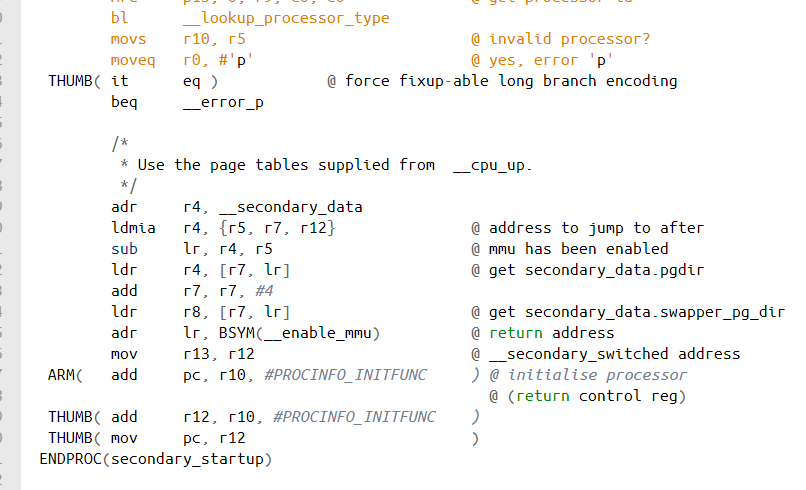 bl __lookup_processor_type
movs r10, r5 @ invalid processor?
moveq r0, #'p' @ yes, error 'p'
THUMB( it eq ) @ force fixup-able long branch encoding
beq __error_p
/*
* Use the page tables supplied from __cpu_up.
*/
adr r4, __secondary_data
ldmia r4, {r5, r7, r12} @ address to jump to after
sub lr, r4, r5 @ mmu has been enabled
ldr r4, [r7, lr] @ get secondary_data.pgdir
add r7, r7, #4
ldr r8, [r7, lr] @ get secondary_data.swapper_pg_dir
adr lr, BSYM(__enable_mmu) @ return address
mov r13, r12 @ __secondary_switched address
ARM( add pc, r10, #PROCINFO_INITFUNC ) @ initialise processor
@ (return control reg)
THUMB( add r12, r10, #PROCINFO_INITFUNC )
THUMB( mov pc, r12 )
ENDPROC(secondary_startup)